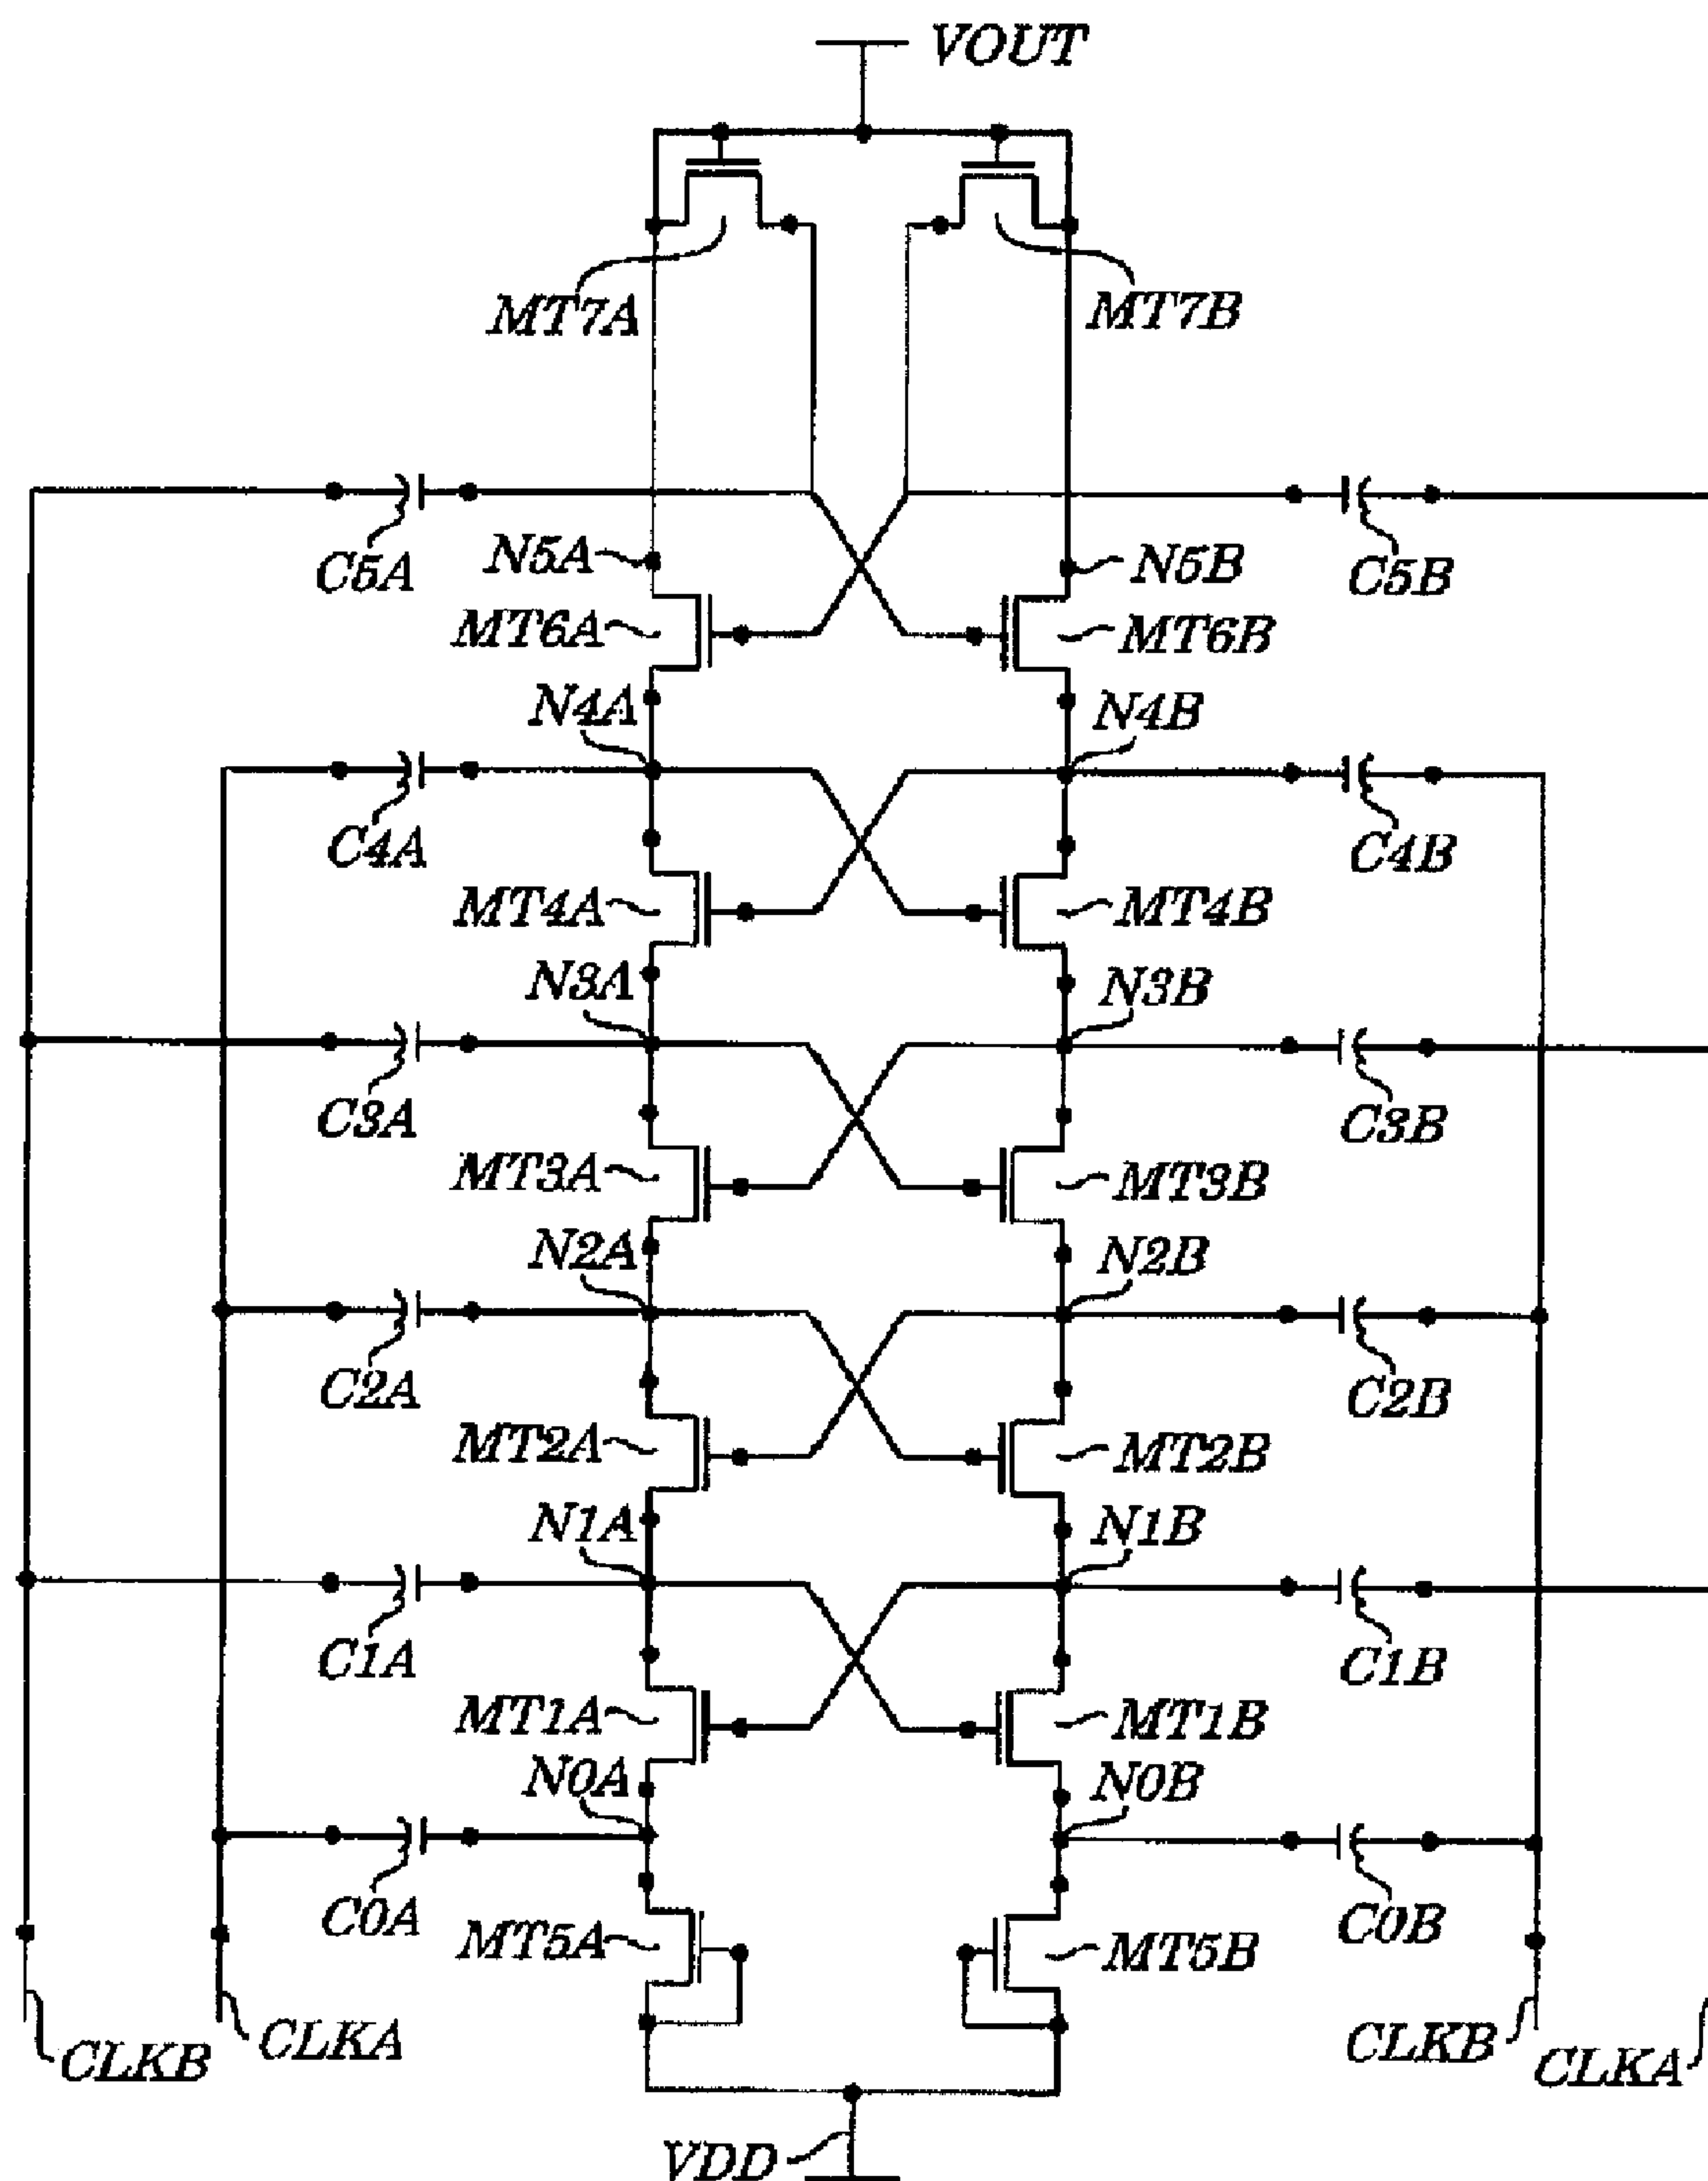 VOUT
MT7A
MT7B
C5A
N5A
N5B
C5B
MT6A
MT6B
N4A
N4B
C4A
C4B
MT4A
MT4B
N3A
N3B
C3A
C3B
MT3A
MT3B
N2A
N2B
C2A
C2B
MT2A
MT2B
N1A
N1B
C1A
C1B
MT1A
MT1B
N0A
N0B
C0A
C0B
MT5A
MT5B
CLKB
CLKA
CLKB
CLKA
VDD